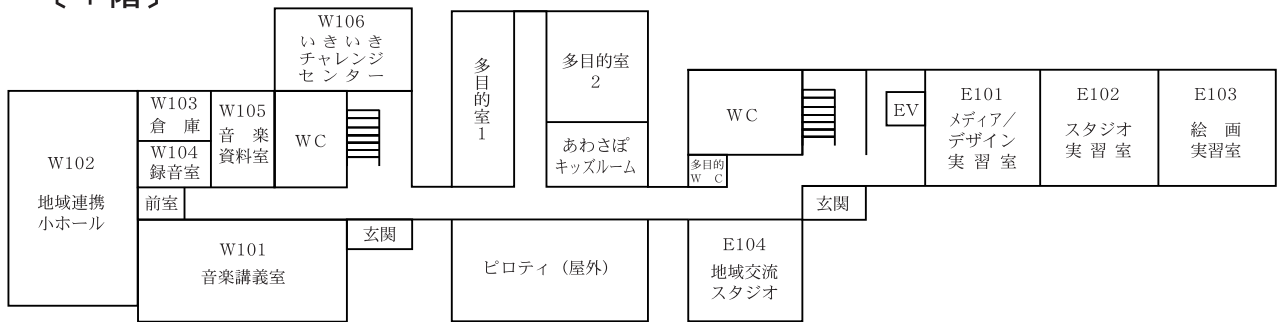 W106
いきいき
チャレンジ
センター
W102
地域連携
小ホール
W103
倉 庫
W104
録音室
W105
音 楽
資料室
WC
前室
W101
音楽講義室
玄関
多目的室1
多目的室
2
あわさぽ
キッズルーム
ピロティ（屋外）
WC
多目的
W C
EV
玄関
E104
地域交流
スタジオ
E101
メディア/
デザイン
実 習 室
E102
スタジオ
実 習 室
E103
絵 画
実習室